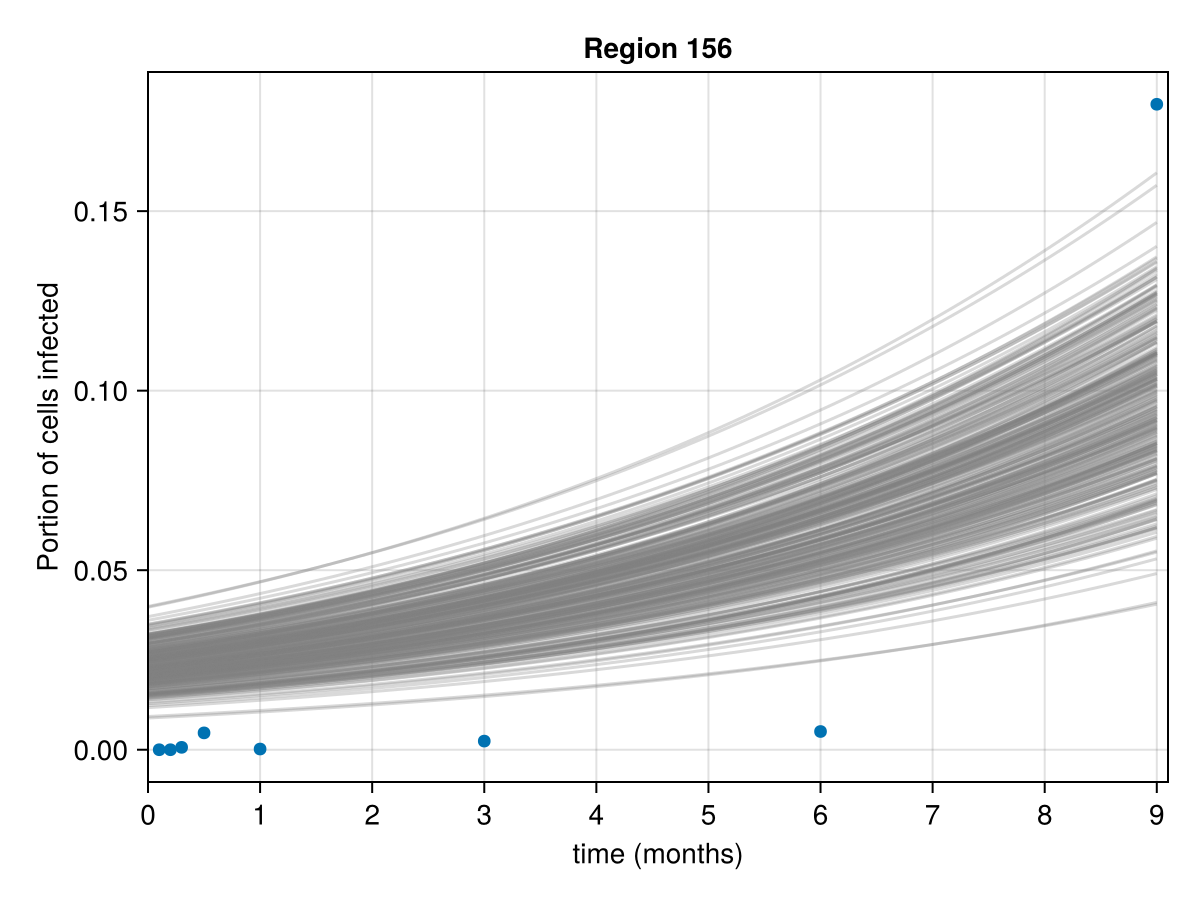 Region 156
Portion of cells infected
0.15
0.10
0.05
0.00
0 1 2 3 4 5 6 7 8 9
time (months)